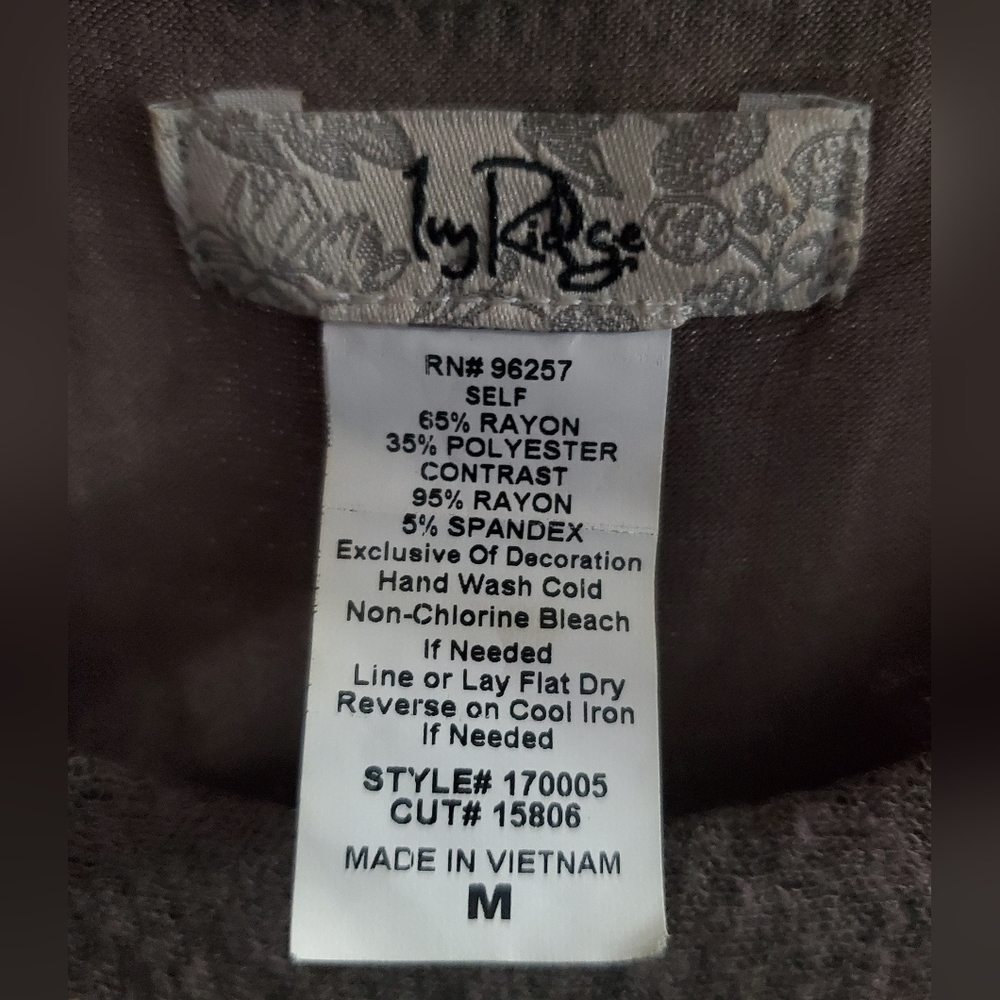 Ivy Ridge
RN# 96257
SELF
65% RAYON
35% POLYESTER
CONTRAST
95% RAYON
5% SPANDEX
Exclusive Of Decoration
Hand Wash Cold
Non-Chlorine Bleach
If Needed
Line or Lay Flat Dry
Reverse on Cool Iron
If Needed
STYLE# 170005
CUT# 15806
MADE IN VIETNAM
M